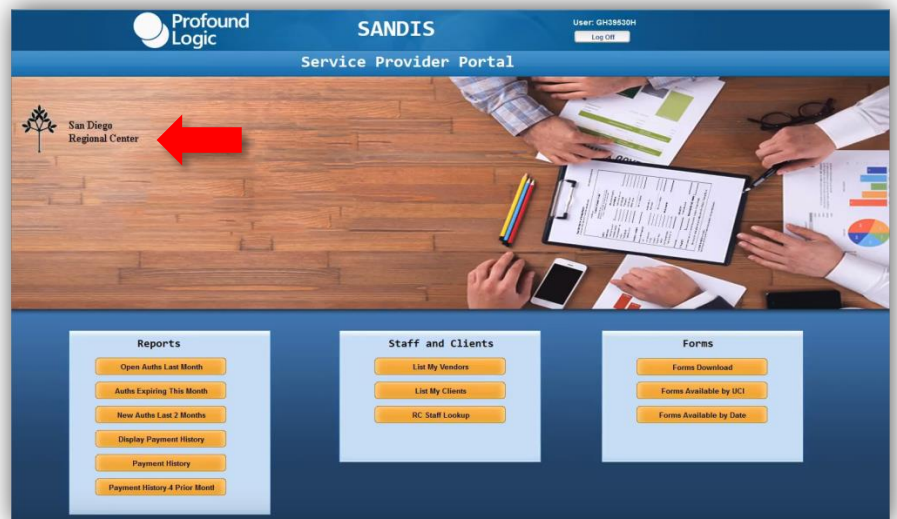 Profound
Logic
SANDIS
User: GH39530H
Log Off
Service Provider Portal
San Diego
Regional Center
Reports
Open Auths Last Month
Auths Expiring This Month
New Auths Last 2 Months
Display Payment History
Payment History
Payment History-4 Prior Montl
Staff and Clients
List My Vendors
List My Clients
RC Staff Lookup
Forms
Forms Download
Forms Available by UCI
Forms Available by Date